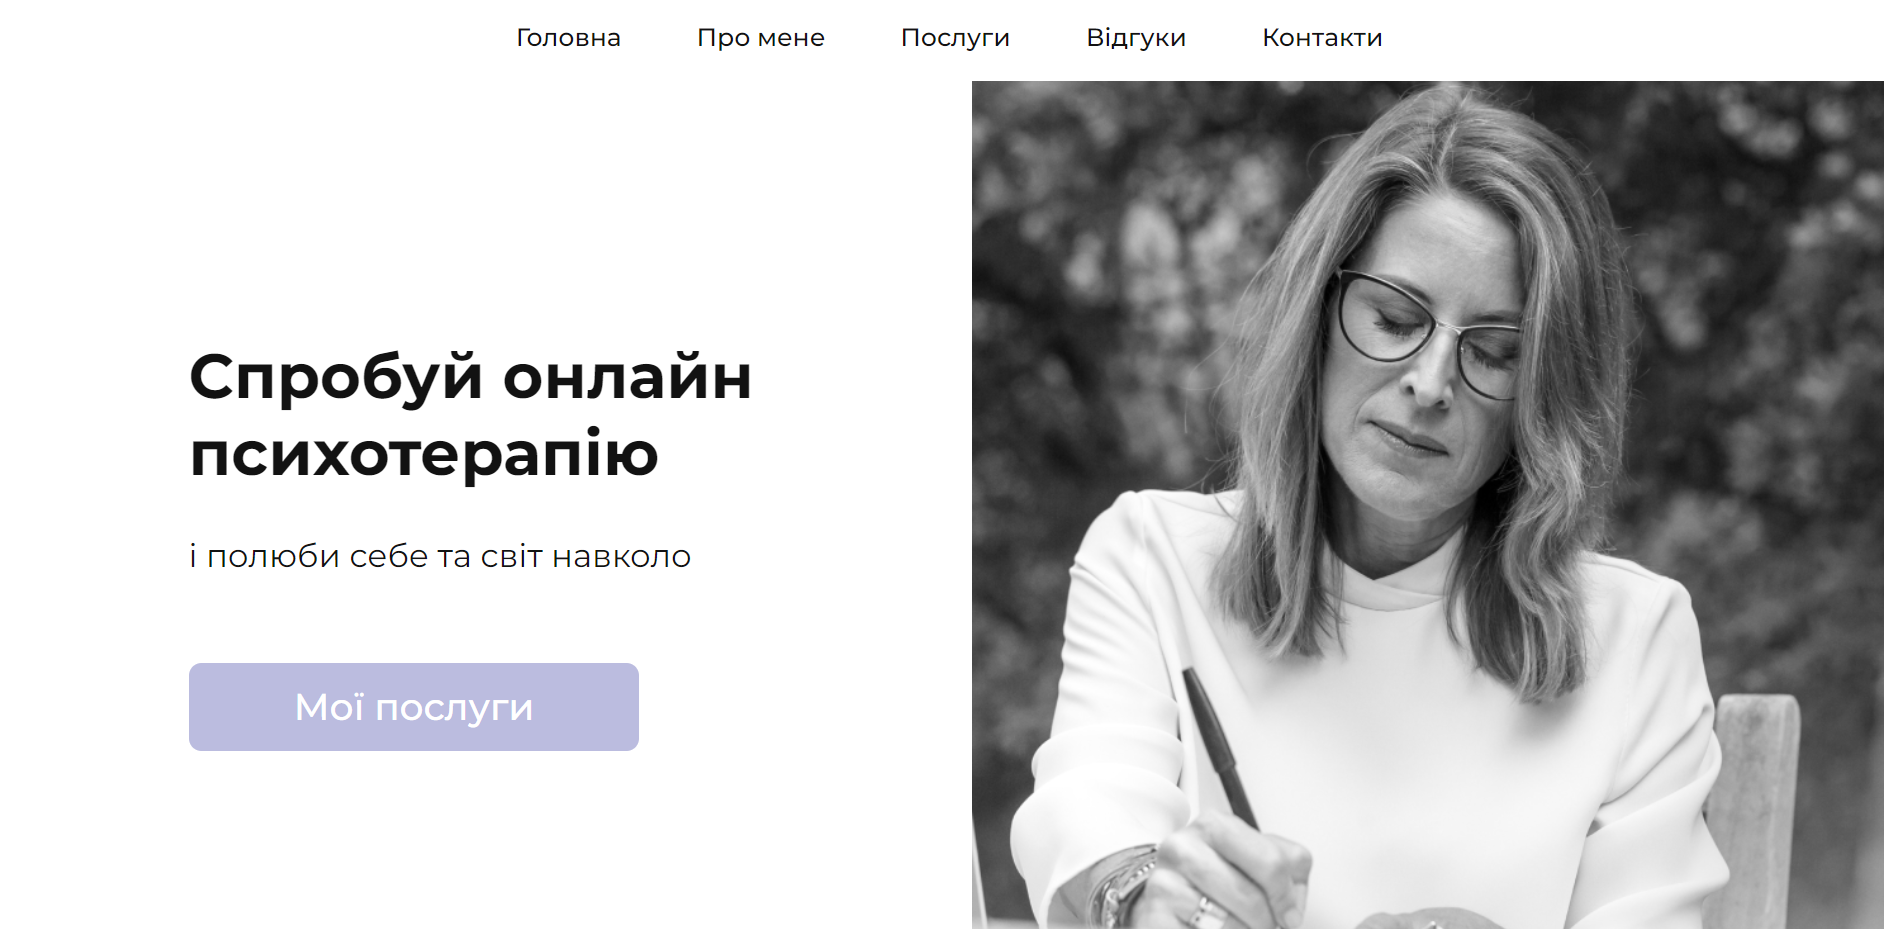 Головна Про мене Послуги Відгуки Контакти
Спробуй онлайн
психотерапію
і полюби себе та світ навколо
Мої послуги